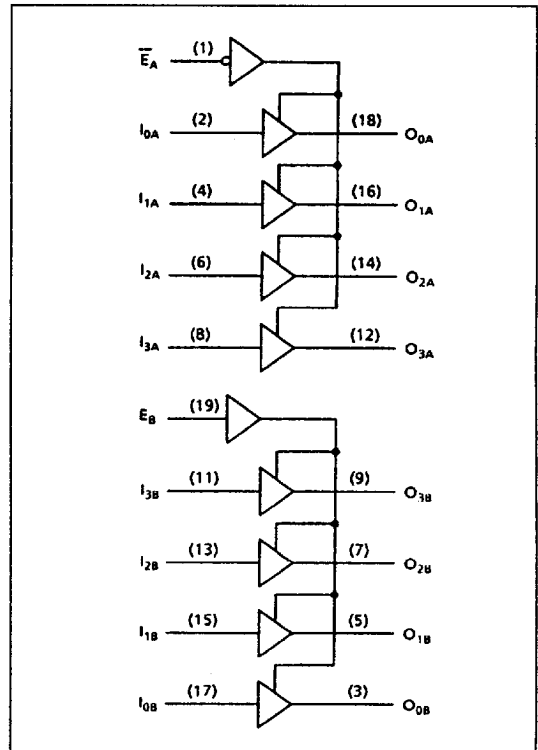 E̅_A (1)
I_0A (2) (18) O_0A
I_1A (4) (16) O_1A
I_2A (6) (14) O_2A
I_3A (8) (12) O_3A
E_B (19)
I_3B (11) (9) O_3B
I_2B (13) (7) O_2B
I_1B (15) (5) O_1B
I_0B (17) (3) O_0B